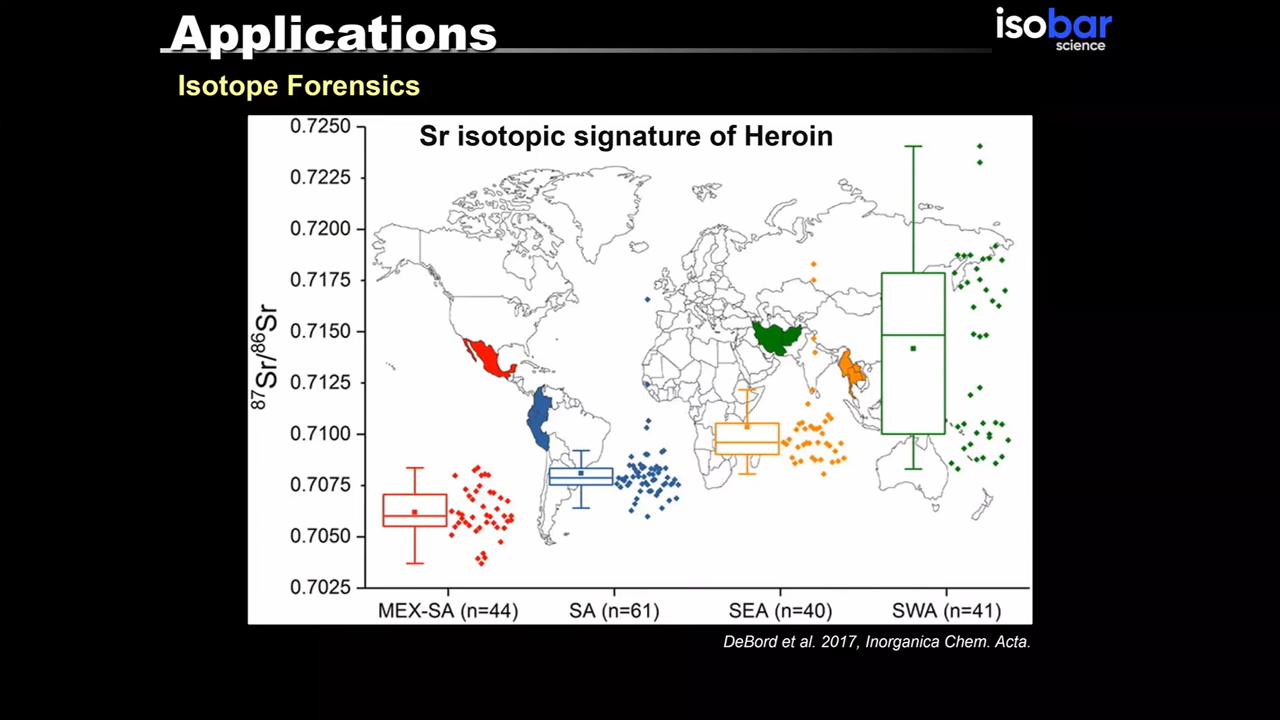 Applications
isobar
science
Isotope Forensics
Sr isotopic signature of Heroin
0.7250
0.7225
0.7200
0.7175
0.7150
0.7125
0.7100
0.7075
0.7050
0.7025
87Sr/86Sr
MEX-SA (n=44)
SA (n=61)
SEA (n=40)
SWA (n=41)
DeBord et al. 2017, Inorganica Chem. Acta.